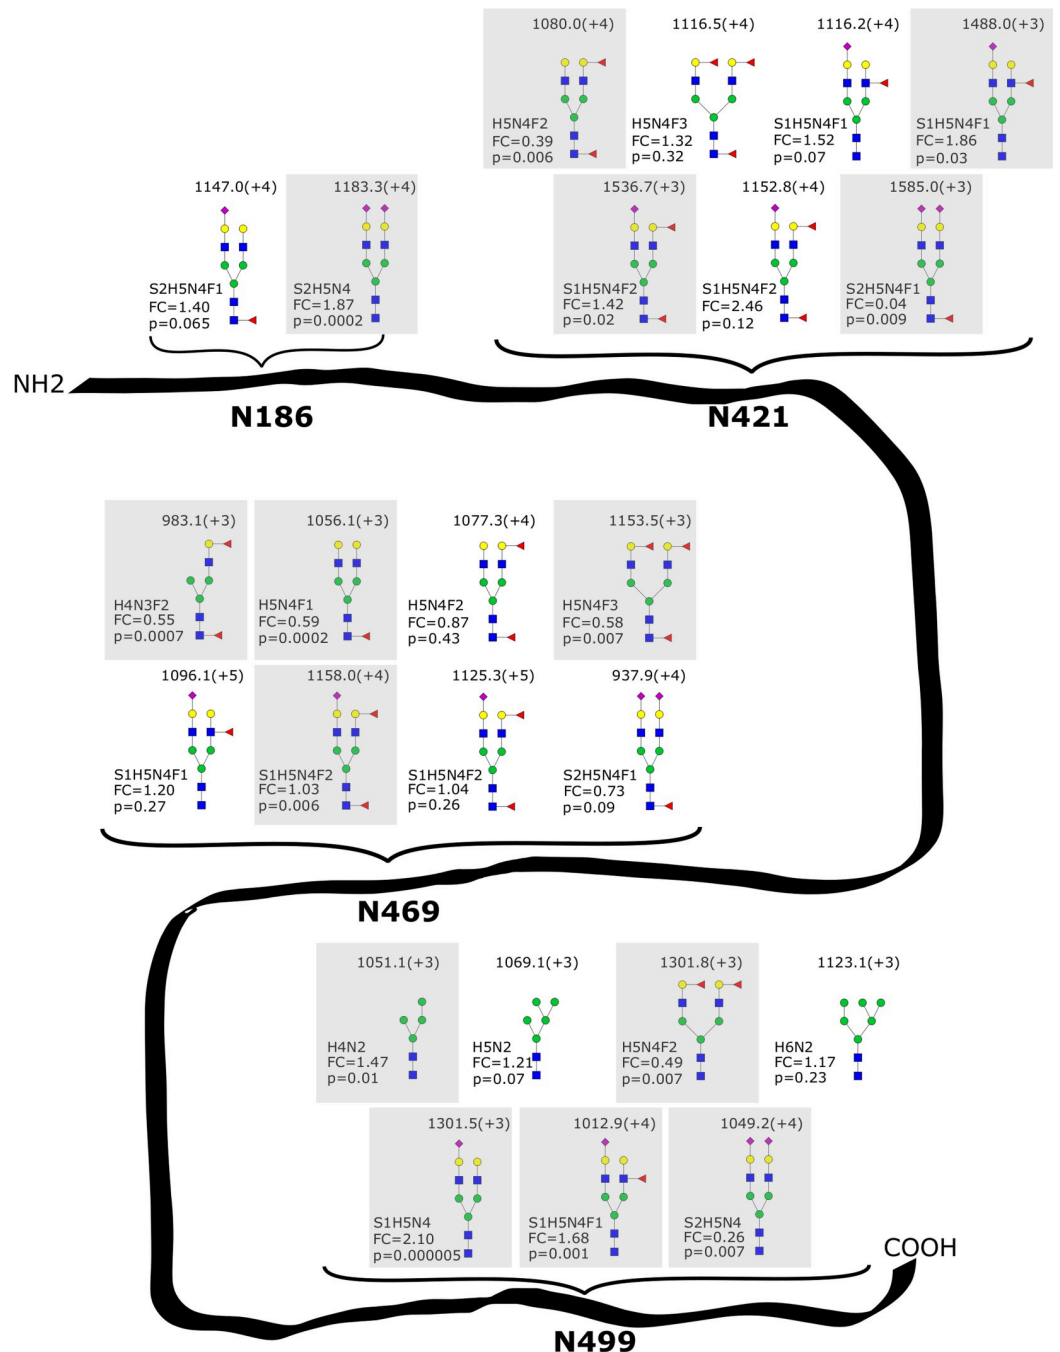 1080.0(+4)
H5N4F2
FC=0.39
p=0.006
1116.5(+4)
H5N4F3
FC=1.32
p=0.32
1116.2(+4)
S1H5N4F1
FC=1.52
p=0.07
1488.0(+3)
S1H5N4F1
FC=1.86
p=0.03
1147.0(+4)
S2H5N4F1
FC=1.40
p=0.065
1183.3(+4)
S2H5N4
FC=1.87
p=0.0002
1536.7(+3)
S1H5N4F2
FC=1.42
p=0.02
1152.8(+4)
S1H5N4F2
FC=2.46
p=0.12
1585.0(+3)
S2H5N4F1
FC=0.04
p=0.009
NH2
N186
N421
983.1(+3)
H4N3F2
FC=0.55
p=0.0007
1056.1(+3)
H5N4F1
FC=0.59
p=0.0002
1077.3(+4)
H5N4F2
FC=0.87
p=0.43
1153.5(+3)
H5N4F3
FC=0.58
p=0.007
1096.1(+5)
S1H5N4F1
FC=1.20
p=0.27
1158.0(+4)
S1H5N4F2
FC=1.03
p=0.006
1125.3(+5)
S1H5N4F2
FC=1.04
p=0.26
937.9(+4)
S2H5N4F1
FC=0.73
p=0.09
N469
1051.1(+3)
H4N2
FC=1.47
p=0.01
1069.1(+3)
H5N2
FC=1.21
p=0.07
1301.8(+3)
H5N4F2
FC=0.49
p=0.007
1123.1(+3)
H6N2
FC=1.17
p=0.23
1301.5(+3)
S1H5N4
FC=2.10
p=0.000005
1012.9(+4)
S1H5N4F1
FC=1.68
p=0.001
1049.2(+4)
S2H5N4
FC=0.26
p=0.007
COOH
N499